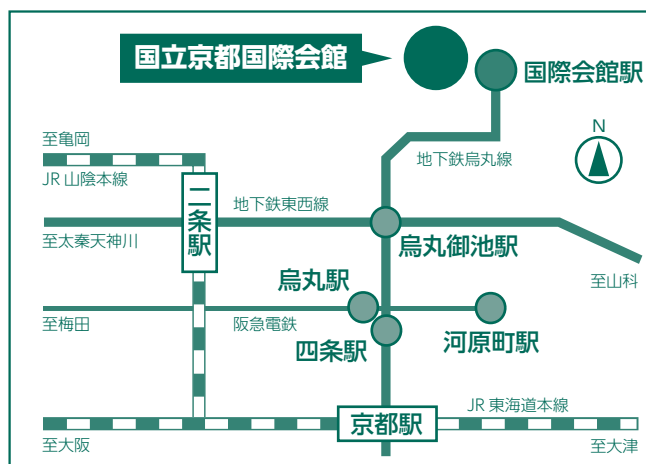 国立京都国際会館
国際会館駅
N
至亀岡
JR山陰本線
地下鉄烏丸線
二条駅
地下鉄東西線
至太秦天神川
烏丸御池駅
至山科
烏丸駅
至梅田
阪急電鉄
四条駅
河原町駅
JR東海道本線
京都駅
至大阪
至大津